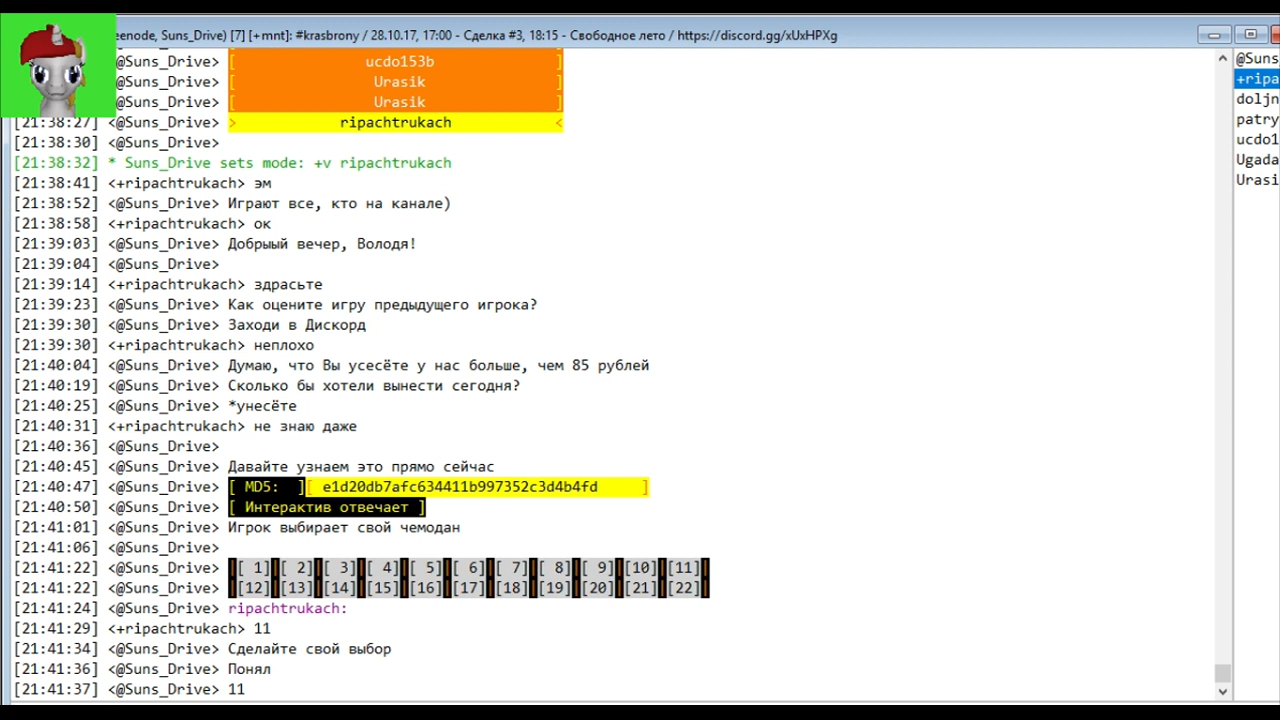 eenode, Suns_Drive) [7] [+mnt]: #krasbrony / 28.10.17, 17:00 - Сделка #3, 18:15 - Свободное лето / https://discord.gg/xUxHPXg
@Suns_Drive> [ ucdo153b ]
@Suns_Drive> [ Urasik ]
@Suns_Drive> [ Urasik ]
[21:38:27] <@Suns_Drive> > ripachtrukach <
[21:38:30] <@Suns_Drive>
[21:38:32] * Suns_Drive sets mode: +v ripachtrukach
[21:38:41] <+ripachtrukach> эм
[21:38:52] <@Suns_Drive> Играют все, кто на канале)
[21:38:58] <+ripachtrukach> ок
[21:39:03] <@Suns_Drive> Добрыый вечер, Володя!
[21:39:04] <@Suns_Drive>
[21:39:14] <+ripachtrukach> здрасьте
[21:39:23] <@Suns_Drive> Как оцените игру предыдущего игрока?
[21:39:30] <@Suns_Drive> Заходи в Дискорд
[21:39:30] <+ripachtrukach> неплохо
[21:40:04] <@Suns_Drive> Думаю, что Вы усесёте у нас больше, чем 85 рублей
[21:40:19] <@Suns_Drive> Сколько бы хотели вынести сегодня?
[21:40:25] <@Suns_Drive> *унесёте
[21:40:31] <+ripachtrukach> не знаю даже
[21:40:36] <@Suns_Drive>
[21:40:45] <@Suns_Drive> Давайте узнаем это прямо сейчас
[21:40:47] <@Suns_Drive> [ MD5: ][ e1d20db7afc634411b997352c3d4b4fd ]
[21:40:50] <@Suns_Drive> [ Интерактив отвечает ]
[21:41:01] <@Suns_Drive> Игрок выбирает свой чемодан
[21:41:06] <@Suns_Drive>
[21:41:22] <@Suns_Drive> |[ 1]|[ 2]|[ 3]|[ 4]|[ 5]|[ 6]|[ 7]|[ 8]|[ 9]|[10]|[11]|
[21:41:22] <@Suns_Drive> |[12]|[13]|[14]|[15]|[16]|[17]|[18]|[19]|[20]|[21]|[22]|
[21:41:24] <@Suns_Drive> ripachtrukach:
[21:41:29] <+ripachtrukach> 11
[21:41:34] <@Suns_Drive> Сделайте свой выбор
[21:41:36] <@Suns_Drive> Понял
[21:41:37] <@Suns_Drive> 11
@Suns
+ripa
doljn
patry
ucdo1
Ugada
Urasi